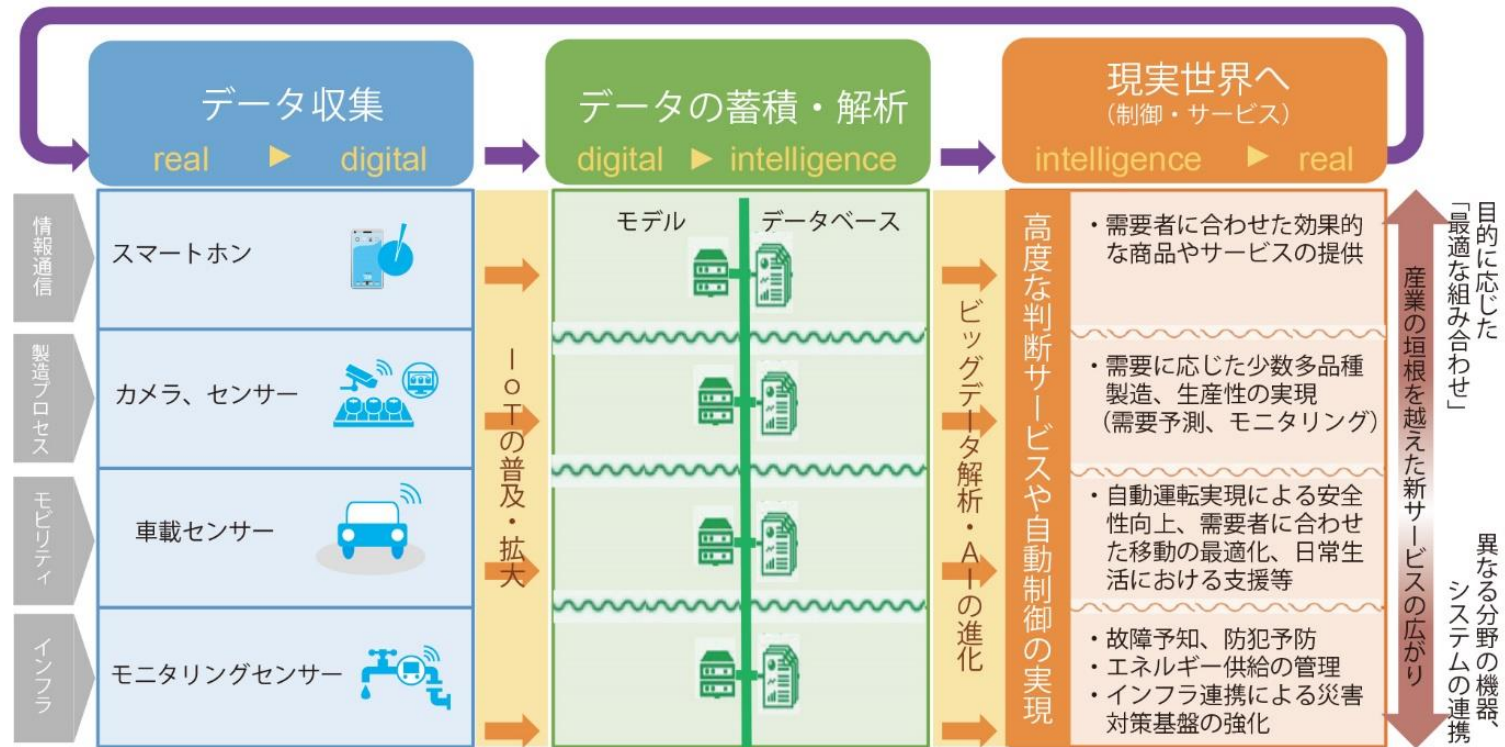 データ収集
real ▶ digital
データの蓄積・解析
digital ▶ intelligence
現実世界へ
(制御・サービス)
intelligence ▶ real
情報通信
スマートホン
製造プロセス
カメラ、センサー
モビリティ
車載センサー
インフラ
モニタリングセンサー
IoTの普及・拡大
モデル
データベース
ビッグデータ解析・AIの進化
高度な判断サービスや自動制御の実現
・需要者に合わせた効果的
な商品やサービスの提供
・需要に応じた少数多品種
製造、生産性の実現
(需要予測、モニタリング)
・自動運転実現による安全
性向上、需要者に合わせ
た移動の最適化、日常生
活における支援等
・故障予知、防犯予防
・エネルギー供給の管理
・インフラ連携による災害
対策基盤の強化
産業の垣根を越えた新サービスの広がり
目的に応じた
「最適な組み合わせ」
異なる分野の機器、
システムの連携